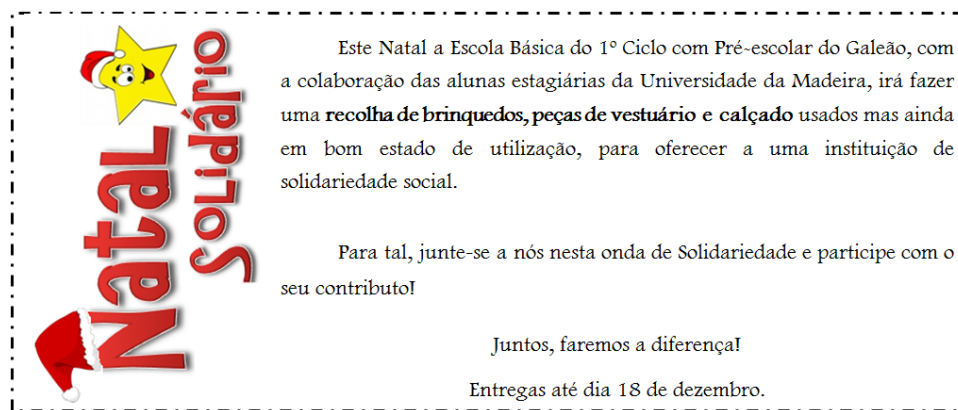 Natal
Solidário
Este Natal a Escola Básica do 1º Ciclo com Pré-escolar do Galeão, com
a colaboração das alunas estagiárias da Universidade da Madeira, irá fazer
uma recolha de brinquedos, peças de vestuário e calçado usados mas ainda
em bom estado de utilização, para oferecer a uma instituição de
solidariedade social.
Para tal, junte-se a nós nesta onda de Solidariedade e participe com o
seu contributo!
Juntos, faremos a diferença!
Entregas até dia 18 de dezembro.